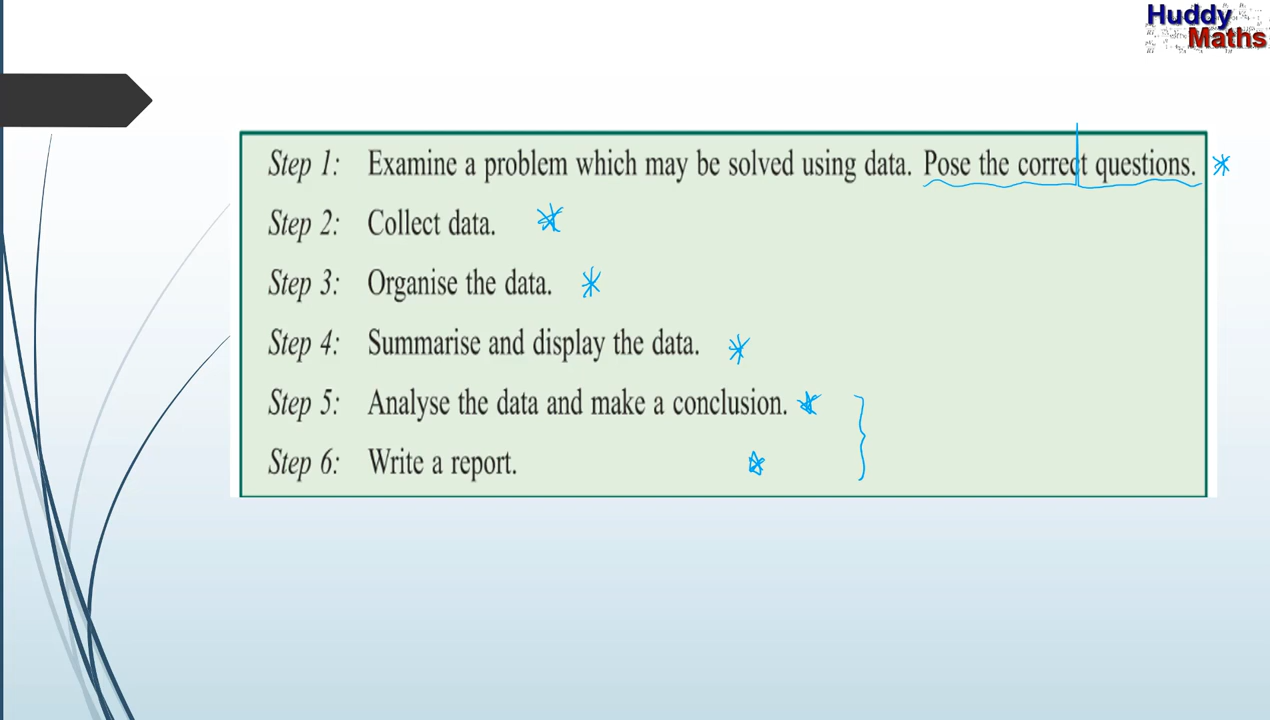 Huddy
Maths
Step 1: Examine a problem which may be solved using data. Pose the correct questions.
Step 2: Collect data.
Step 3: Organise the data.
Step 4: Summarise and display the data.
Step 5: Analyse the data and make a conclusion.
Step 6: Write a report.